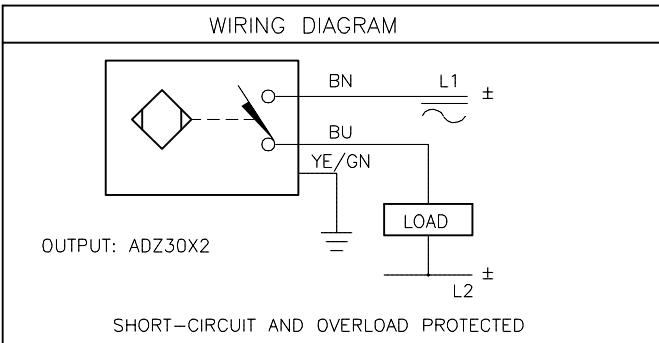 WIRING DIAGRAM
BN
L1
±
BU
YE/GN
LOAD
OUTPUT: ADZ30X2
±
L2
SHORT-CIRCUIT AND OVERLOAD PROTECTED